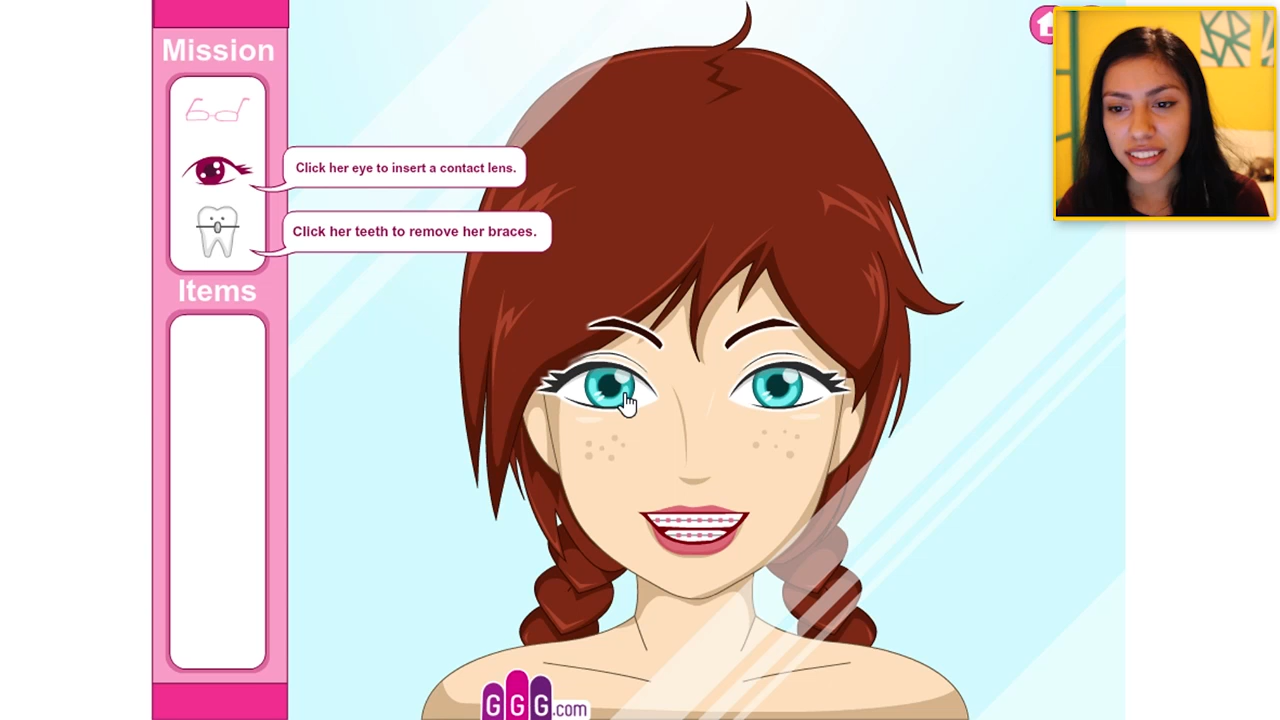 Mission
Click her eye to insert a contact lens.
Click her teeth to remove her braces.
Items
GGG.com